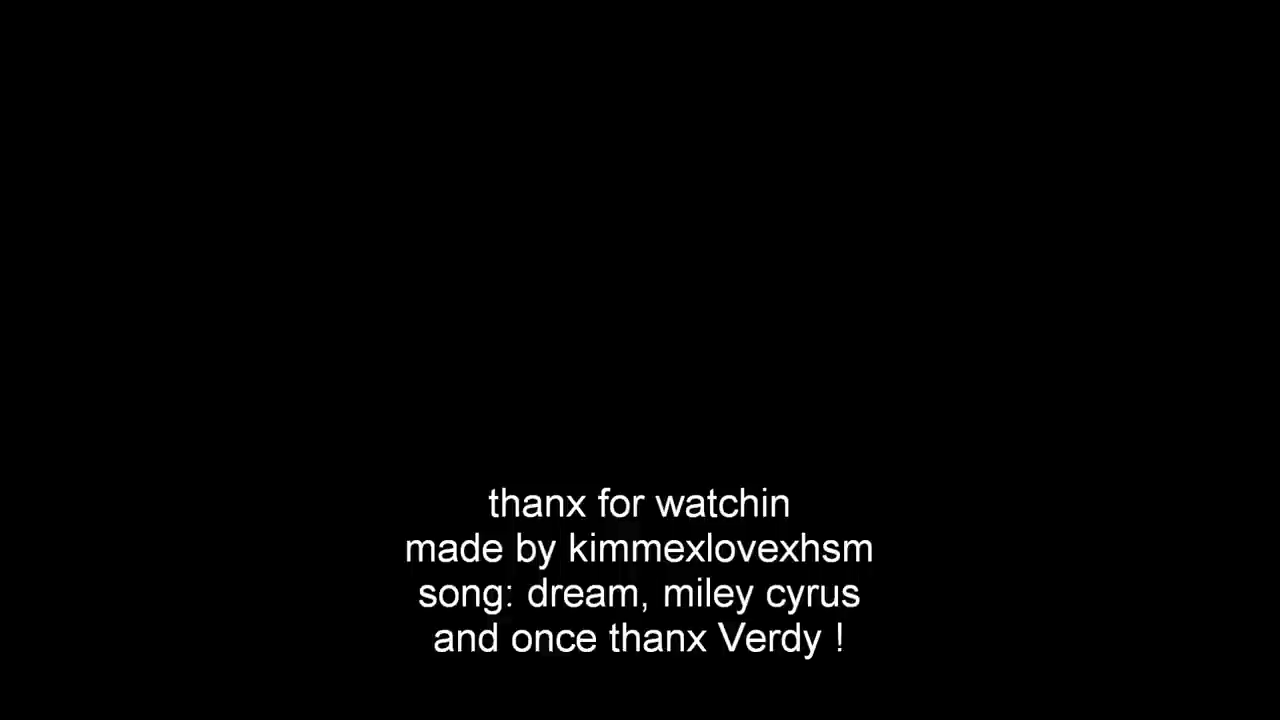 thanx for watchin
made by kimmexlovexhsm
song: dream, miley cyrus
and once thanx Verdy !